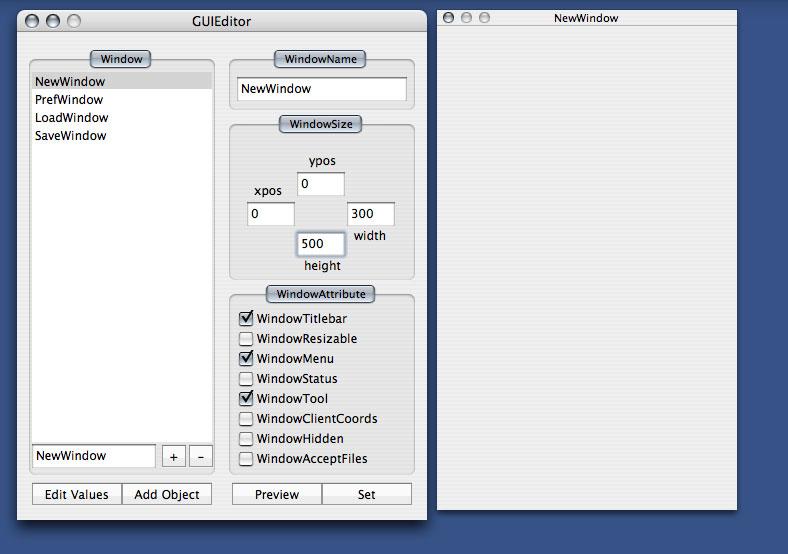 GUIEditor
Window
NewWindow
PrefWindow
LoadWindow
SaveWindow
NewWindow
+
-
Edit Values
Add Object
WindowName
NewWindow
WindowSize
ypos
0
xpos
0
300
width
500
height
WindowAttribute
WindowTitlebar
WindowResizable
WindowMenu
WindowStatus
WindowTool
WindowClientCoords
WindowHidden
WindowAcceptFiles
Preview
Set
NewWindow